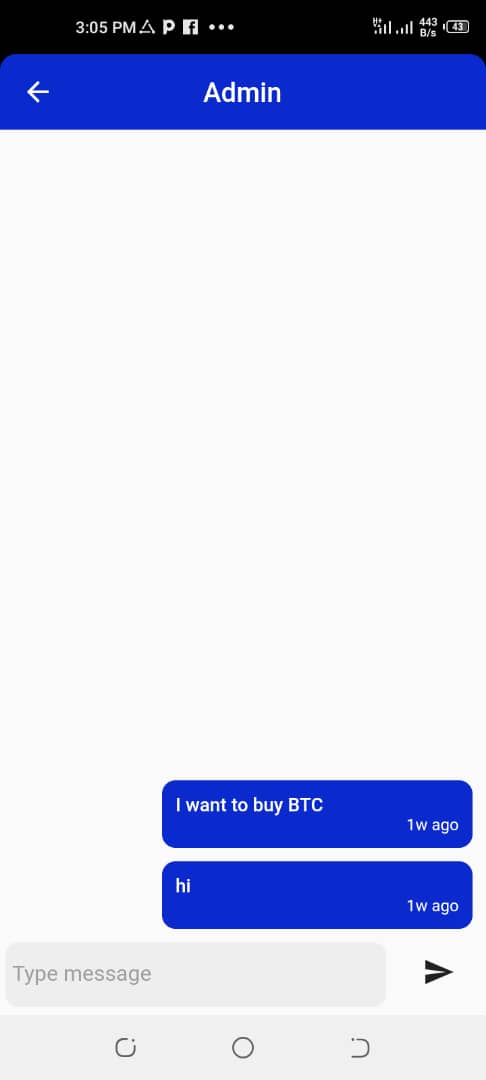 3:05 PM
443
B/s
43
Admin
I want to buy BTC
1w ago
hi
1w ago
Type message